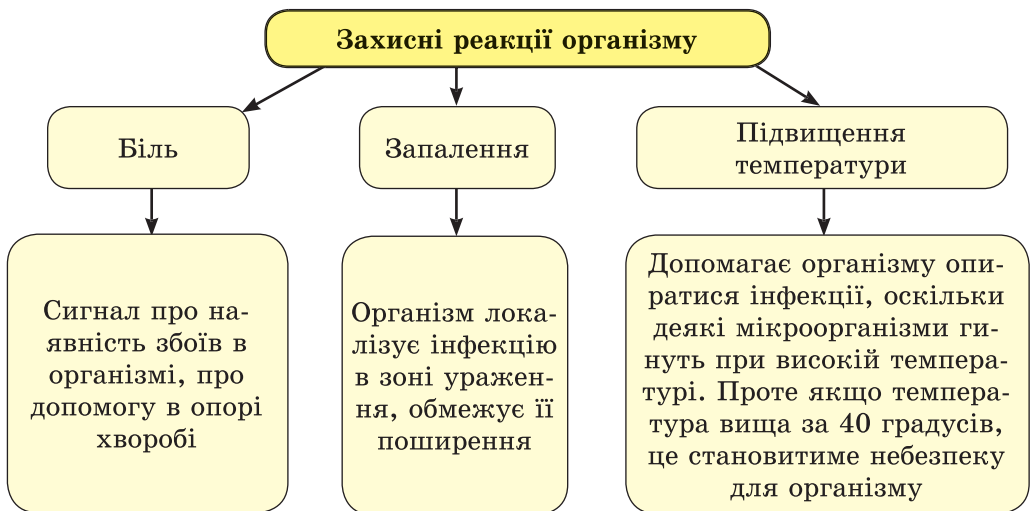 Захисні реакції організму
Біль
Запалення
Підвищення
температури
Сигнал про на-
явність збоїв в
організмі, про
допомогу в опорі
хворобі
Організм лока-
лізує інфекцію
в зоні уражен-
ня, обмежує її
поширення
Допомагає організму опи-
ратися інфекції, оскільки
деякі мікроорганізми ги-
нуть при високій темпера-
турі. Проте якщо темпера-
тура вища за 40 градусів,
це становитиме небезпеку
для організму